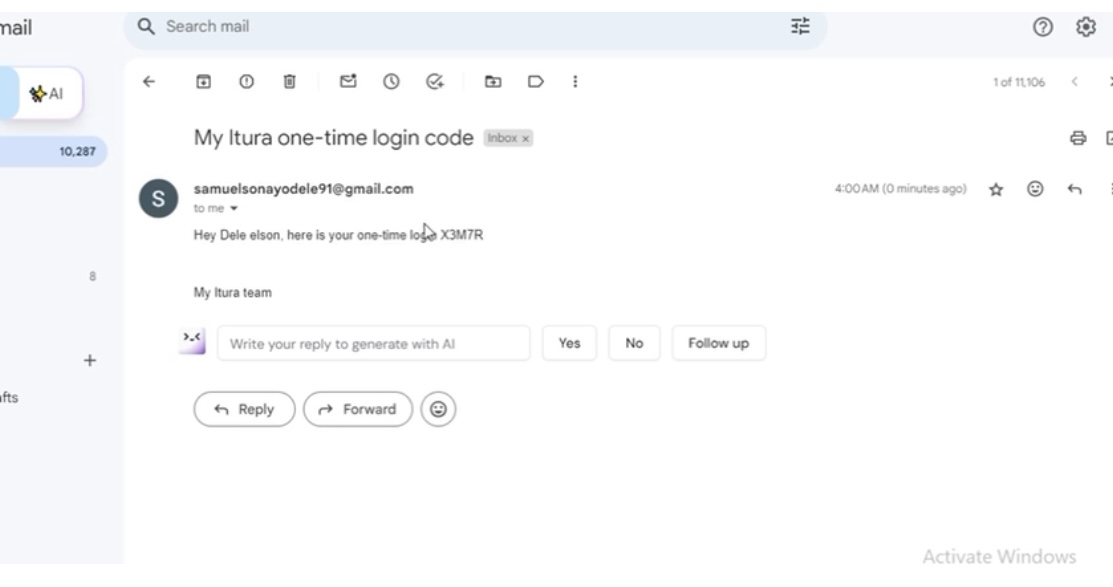 mail
Search mail
AI
1 of 11,106
10,287
My Itura one-time login code
Inbox ×
S
samuelsonayodele91@gmail.com
4:00 AM (0 minutes ago)
to me
Hey Dele elson, here is your one-time login X3M7R
8
My Itura team
Write your reply to generate with AI
Yes
No
Follow up
afts
Reply
Forward
Activate Windows